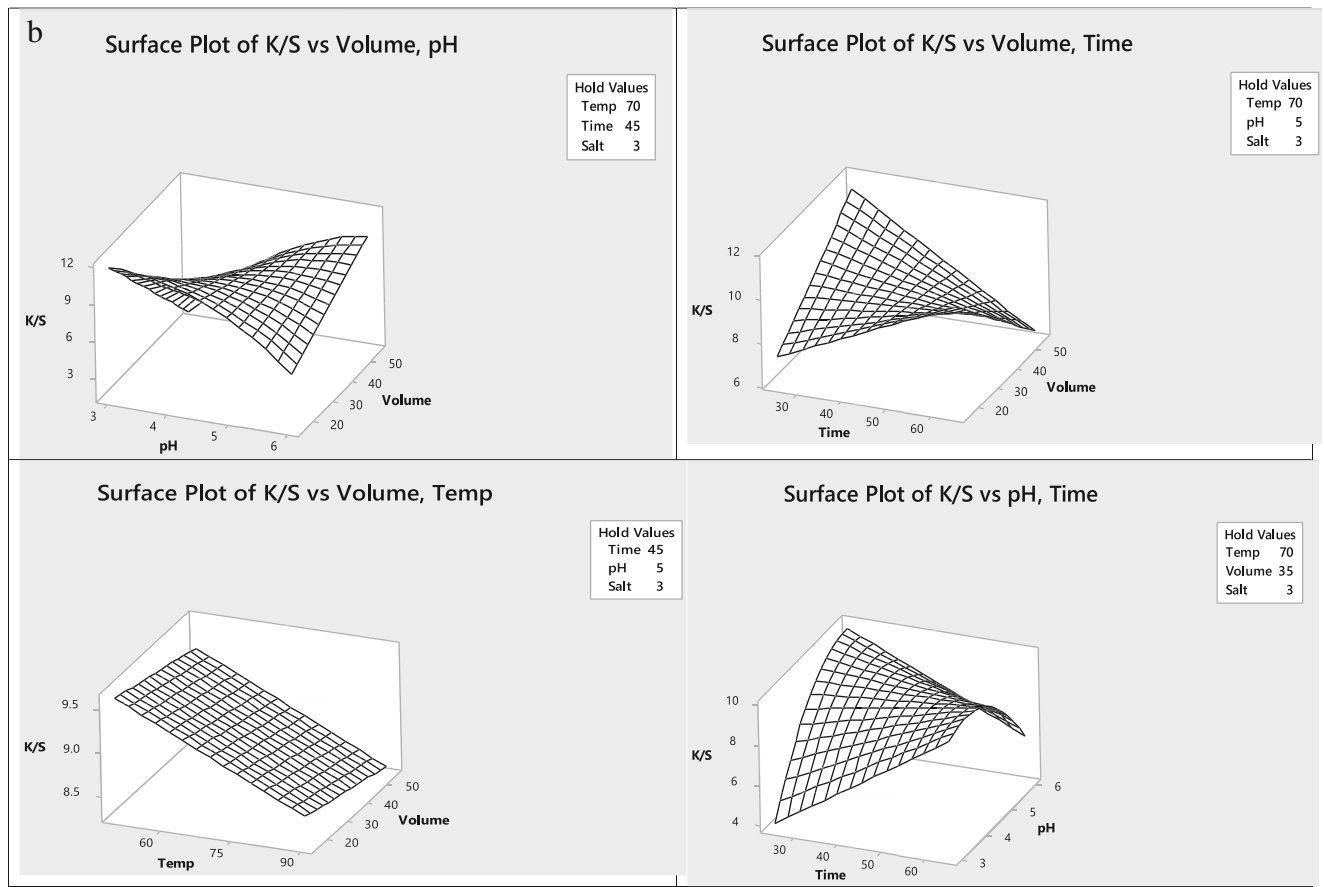 b
Surface Plot of K/S vs Volume, pH
Hold Values
Temp 70
Time 45
Salt 3
12
9
6
3
K/S
3
4
5
6
pH
20
30
40
50
Volume
Surface Plot of K/S vs Volume, Time
Hold Values
Temp 70
pH 5
Salt 3
12
10
8
6
K/S
30
40
50
60
Time
20
30
40
50
Volume
Surface Plot of K/S vs Volume, Temp
Hold Values
Time 45
pH 5
Salt 3
9.5
9.0
8.5
K/S
60
75
90
Temp
20
30
40
50
Volume
Surface Plot of K/S vs pH, Time
Hold Values
Temp 70
Volume 35
Salt 3
10
8
6
4
K/S
30
40
50
60
Time
3
4
5
6
pH